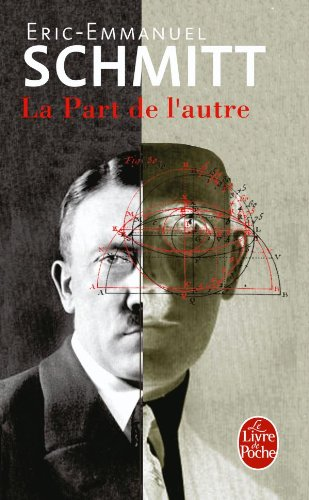 ERIC-EMMANUEL
SCHMITT
La Part de l'autre
Le
Livre
de
Poche